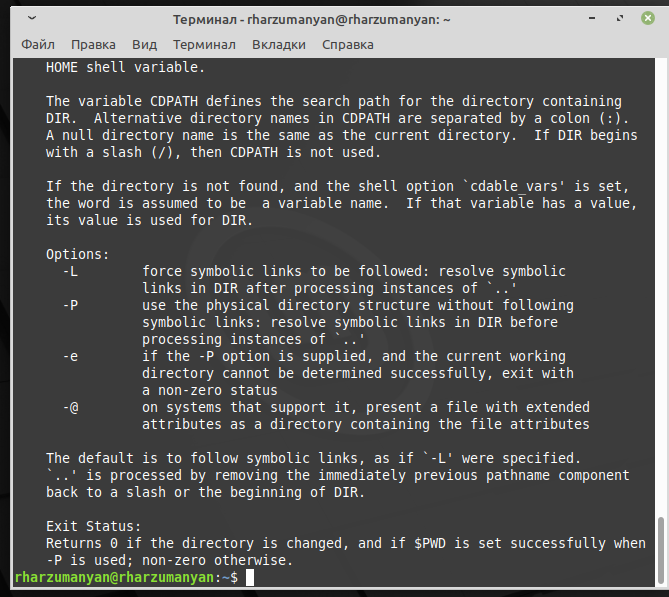 Терминал - rharzumanyan@rharzumanyan: ~
Файл Правка Вид Терминал Вкладки Справка
HOME shell variable.
The variable CDPATH defines the search path for the directory containing
DIR.  Alternative directory names in CDPATH are separated by a colon (:).
A null directory name is the same as the current directory.  If DIR begins
with a slash (/), then CDPATH is not used.
If the directory is not found, and the shell option `cdable_vars' is set,
the word is assumed to be  a variable name.  If that variable has a value,
its value is used for DIR.
Options:
-L        force symbolic links to be followed: resolve symbolic
links in DIR after processing instances of `..'
-P        use the physical directory structure without following
symbolic links: resolve symbolic links in DIR before
processing instances of `..'
-e        if the -P option is supplied, and the current working
directory cannot be determined successfully, exit with
a non-zero status
-@        on systems that support it, present a file with extended
attributes as a directory containing the file attributes
The default is to follow symbolic links, as if `-L' were specified.
`..' is processed by removing the immediately previous pathname component
back to a slash or the beginning of DIR.
Exit Status:
Returns 0 if the directory is changed, and if $PWD is set successfully when
-P is used; non-zero otherwise.
rharzumanyan@rharzumanyan:~$